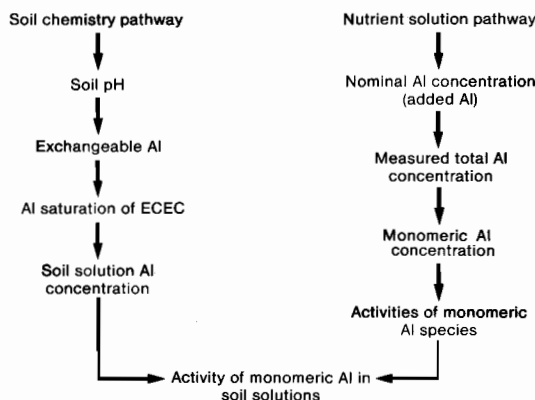 Soil chemistry pathway
Soil pH
Exchangeable Al
Al saturation of ECEC
Soil solution Al
concentration
Nutrient solution pathway
Nominal Al concentration
(added Al)
Measured total Al
concentration
Monomeric Al
concentration
Activities of monomeric
Al species
Activity of monomeric Al in
soil solutions